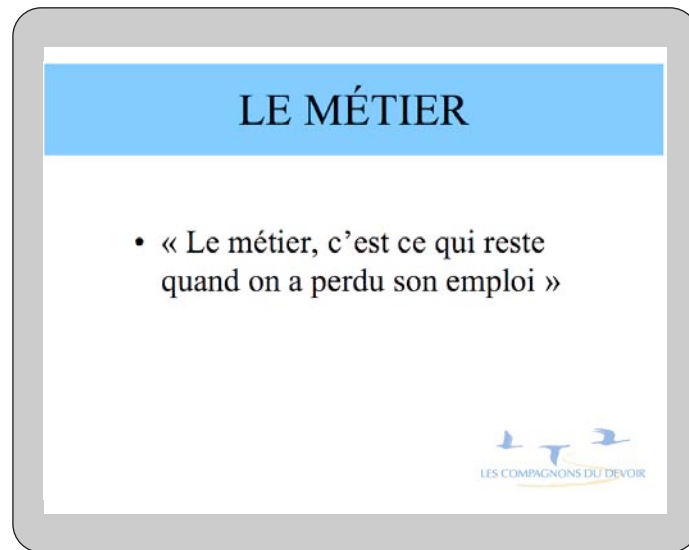 LE MÉTIER
• « Le métier, c’est ce qui reste
quand on a perdu son emploi »
LES COMPAGNONS DU DEVOIR